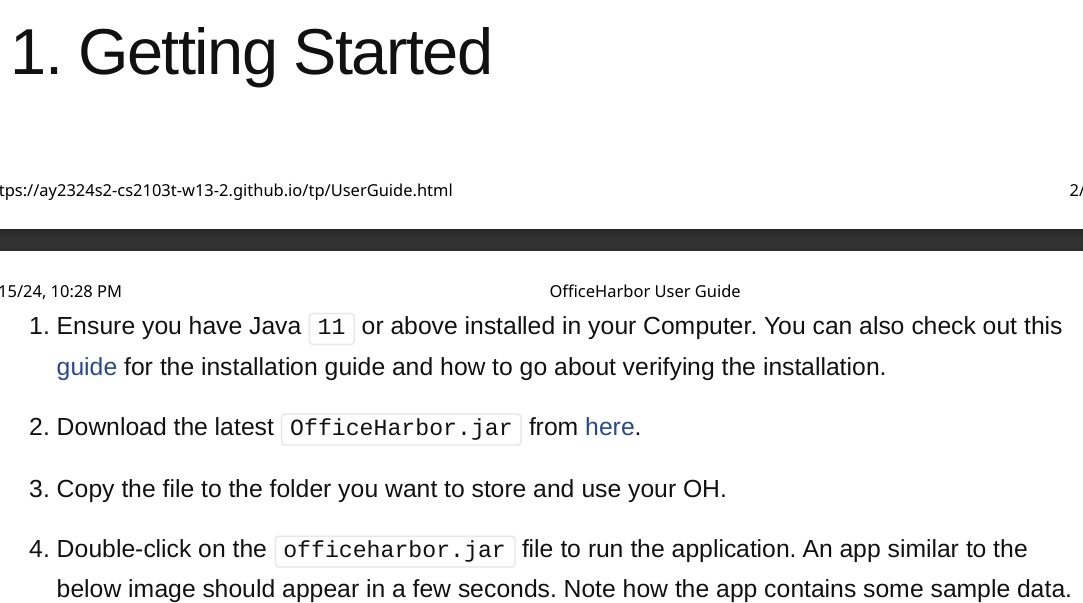 1. Getting Started
tps://ay2324s2-cs2103t-w13-2.github.io/tp/UserGuide.html 2/
15/24, 10:28 PM OfficeHarbor User Guide
1. Ensure you have Java 11 or above installed in your Computer. You can also check out this
guide for the installation guide and how to go about verifying the installation.
2. Download the latest OfficeHarbor.jar from here.
3. Copy the file to the folder you want to store and use your OH.
4. Double-click on the officeharbor.jar file to run the application. An app similar to the
below image should appear in a few seconds. Note how the app contains some sample data.